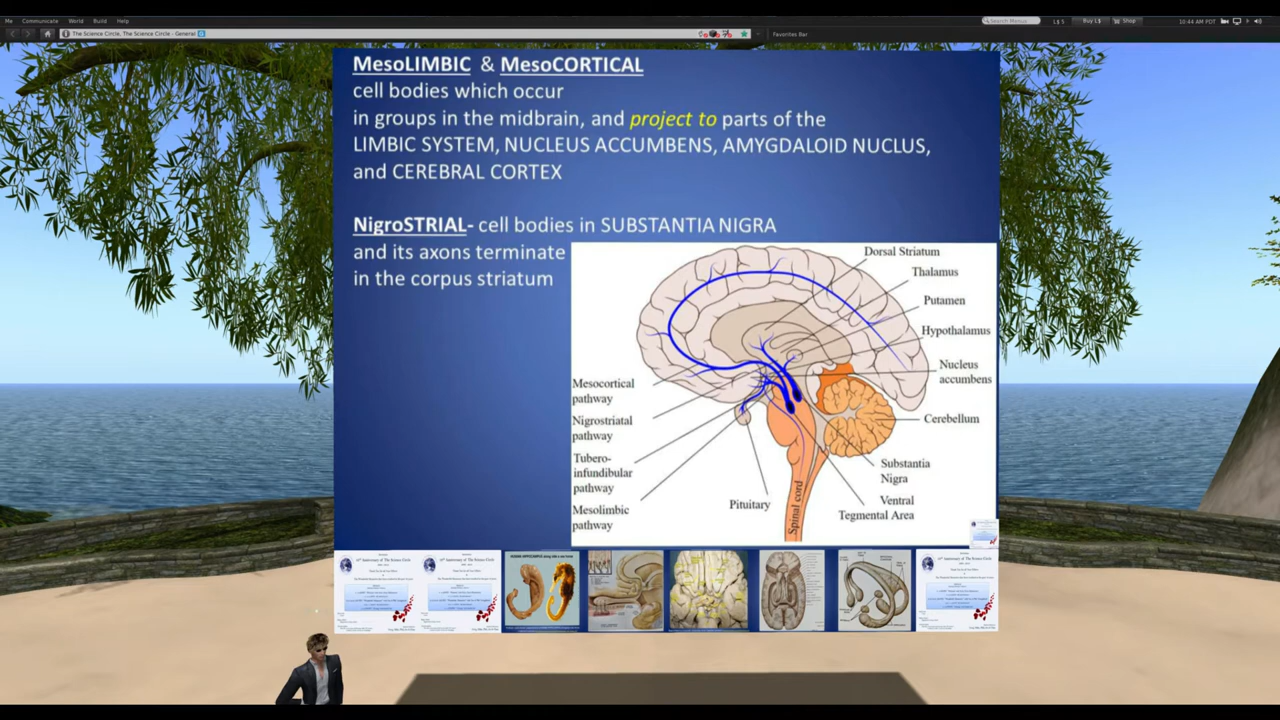 Me Communicate World Build Help
Search Menus
L$ 5
Buy L$
Shop
10:44 AM PDT
The Science Circle, The Science Circle - General
Favorites Bar
MesoLIMBIC & MesoCORTICAL
cell bodies which occur
in groups in the midbrain, and project to parts of the
LIMBIC SYSTEM, NUCLEUS ACCUMBENS, AMYGDALOID NUCLUS,
and CEREBRAL CORTEX
NigroSTRIAL- cell bodies in SUBSTANTIA NIGRA
and its axons terminate
in the corpus striatum
Dorsal Striatum
Thalamus
Putamen
Hypothalamus
Nucleus
accumbens
Cerebellum
Substantia
Nigra
Ventral
Tegmental Area
Mesocortical
pathway
Nigrostriatal
pathway
Tubero-
infundibular
pathway
Mesolimbic
pathway
Pituitary
Spinal cord